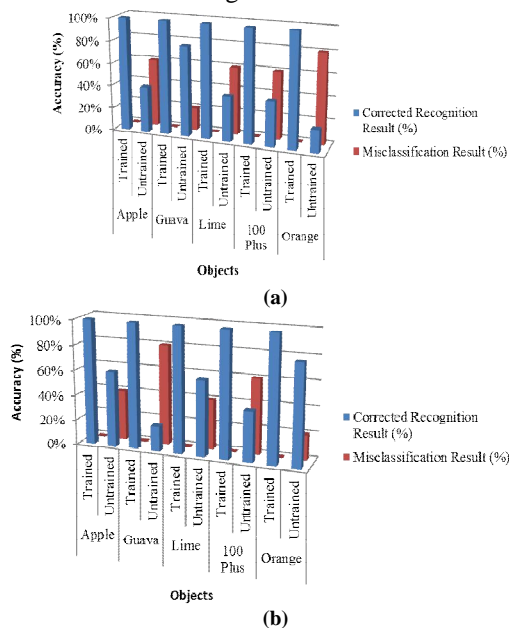 100%
80%
60%
40%
20%
0%
Accuracy (%)
Trained
Untrained
Trained
Untrained
Trained
Untrained
Trained
Untrained
Trained
Untrained
Apple
Guava
Lime
100
Plus
Orange
Objects
Corrected Recognition
Result (%)
Misclassification Result (%)
(a)
100%
80%
60%
40%
20%
0%
Accuracy (%)
Trained
Untrained
Trained
Untrained
Trained
Untrained
Trained
Untrained
Trained
Untrained
Apple
Guava
Lime
100
Plus
Orange
Objects
Corrected Recognition
Result (%)
Misclassification Result (%)
(b)